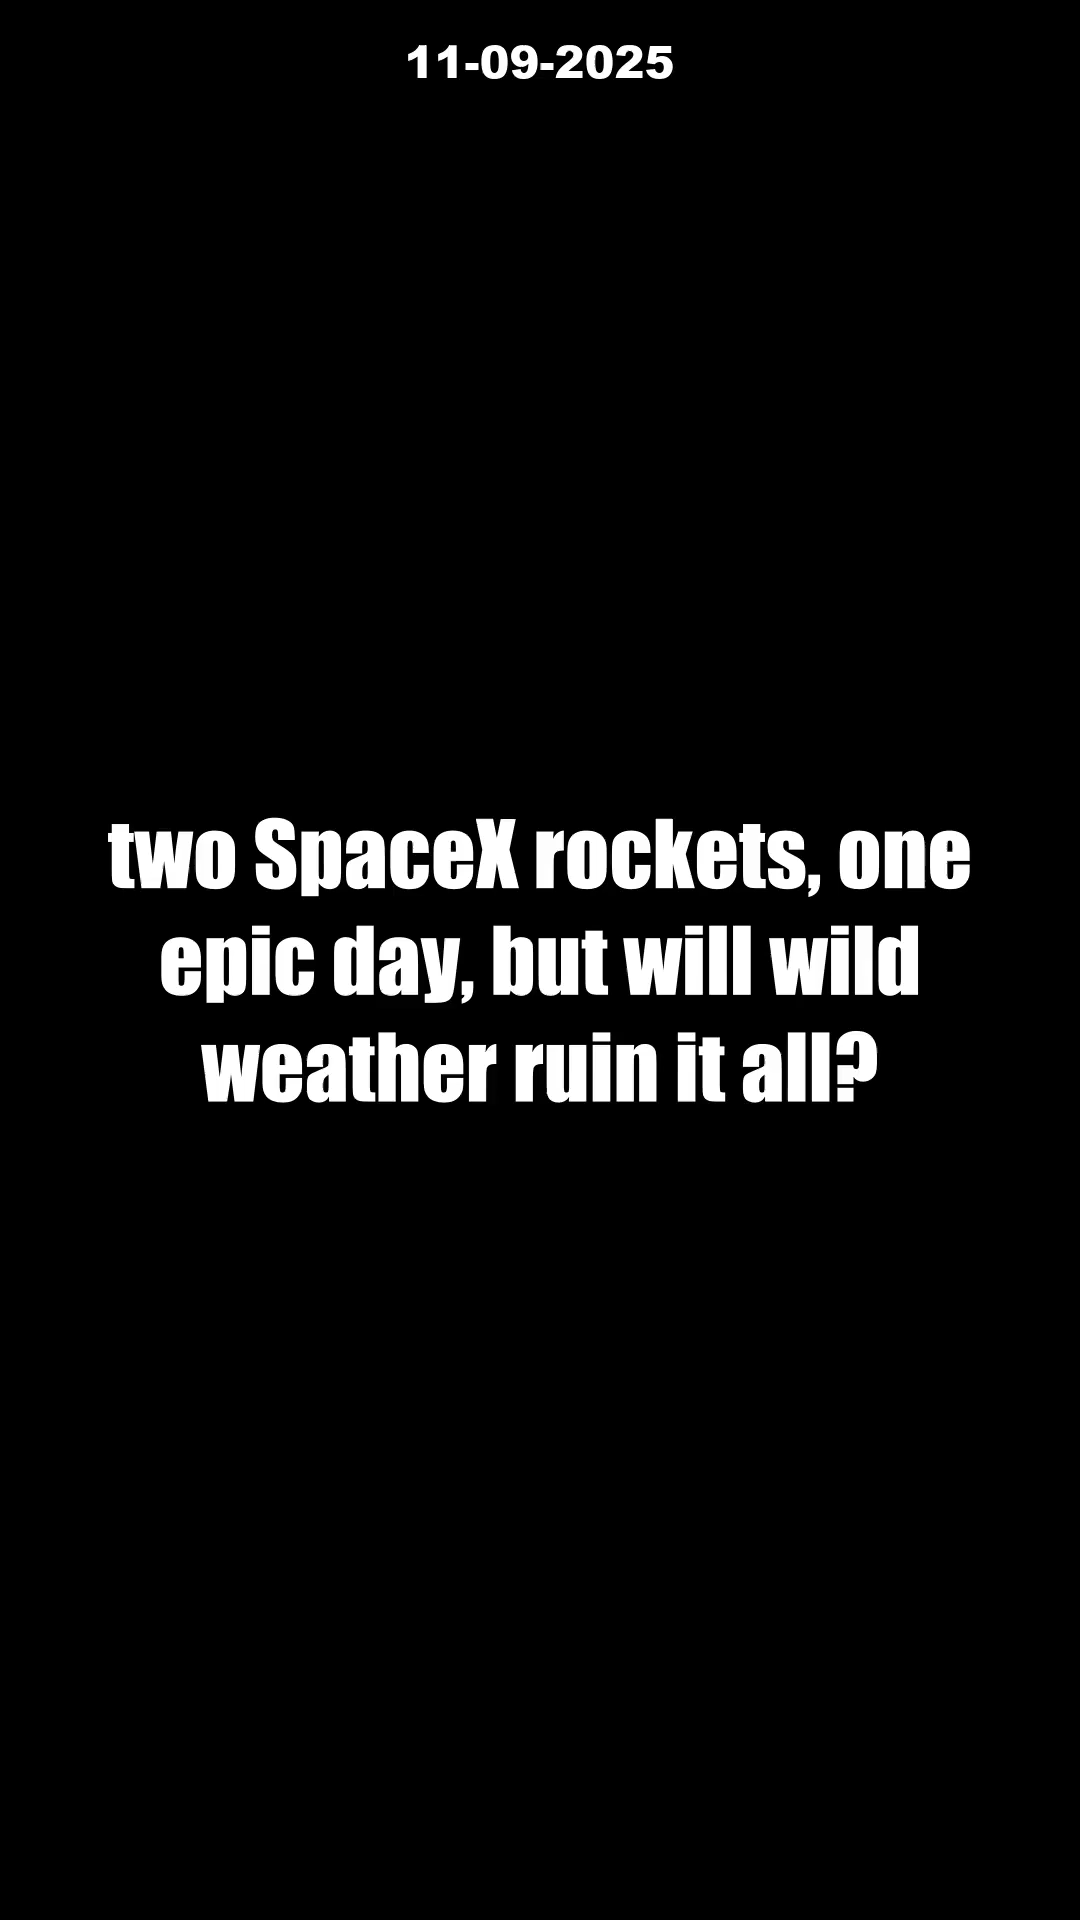 11-09-2025
two SpaceX rockets, one
epic day, but will wild
weather ruin it all?